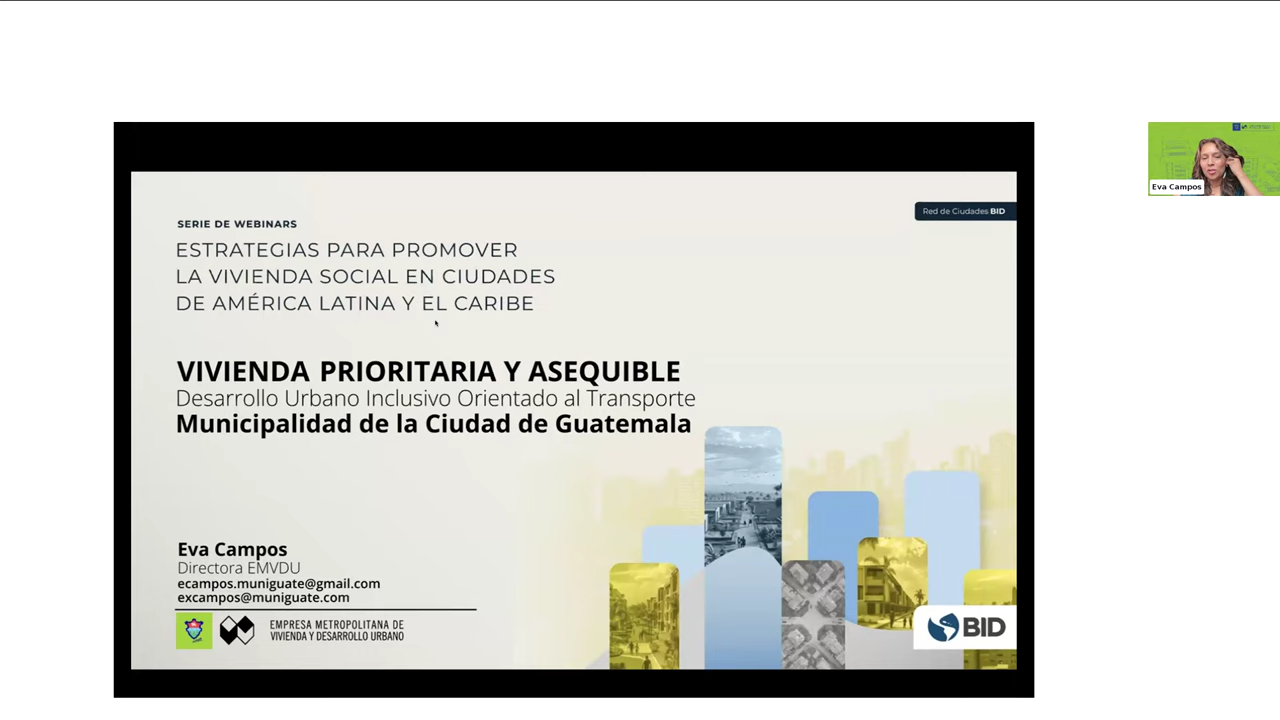 SERIE DE WEBINARS
Red de Ciudades BID
ESTRATEGIAS PARA PROMOVER
LA VIVIENDA SOCIAL EN CIUDADES
DE AMÉRICA LATINA Y EL CARIBE
VIVIENDA PRIORITARIA Y ASEQUIBLE
Desarrollo Urbano Inclusivo Orientado al Transporte
Municipalidad de la Ciudad de Guatemala
Eva Campos
Directora EMVDU
ecampos.muniguate@gmail.com
excampos@muniguate.com
EMPRESA METROPOLITANA DE
VIVIENDA Y DESARROLLO URBANO
BID
Eva Campos